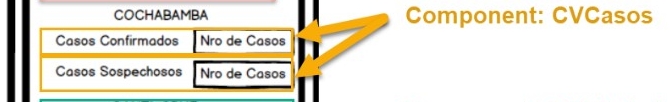 COCHABAMBA
Component: CVCasos
Casos Confirmados Nro de Casos
Casos Sospechosos Nro de Casos